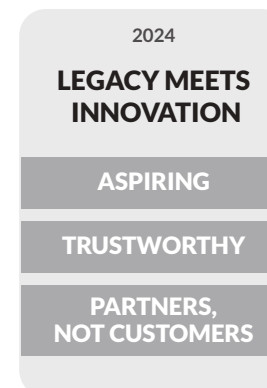 2024
LEGACY MEETS
INNOVATION
ASPIRING
TRUSTWORTHY
PARTNERS,
NOT CUSTOMERS